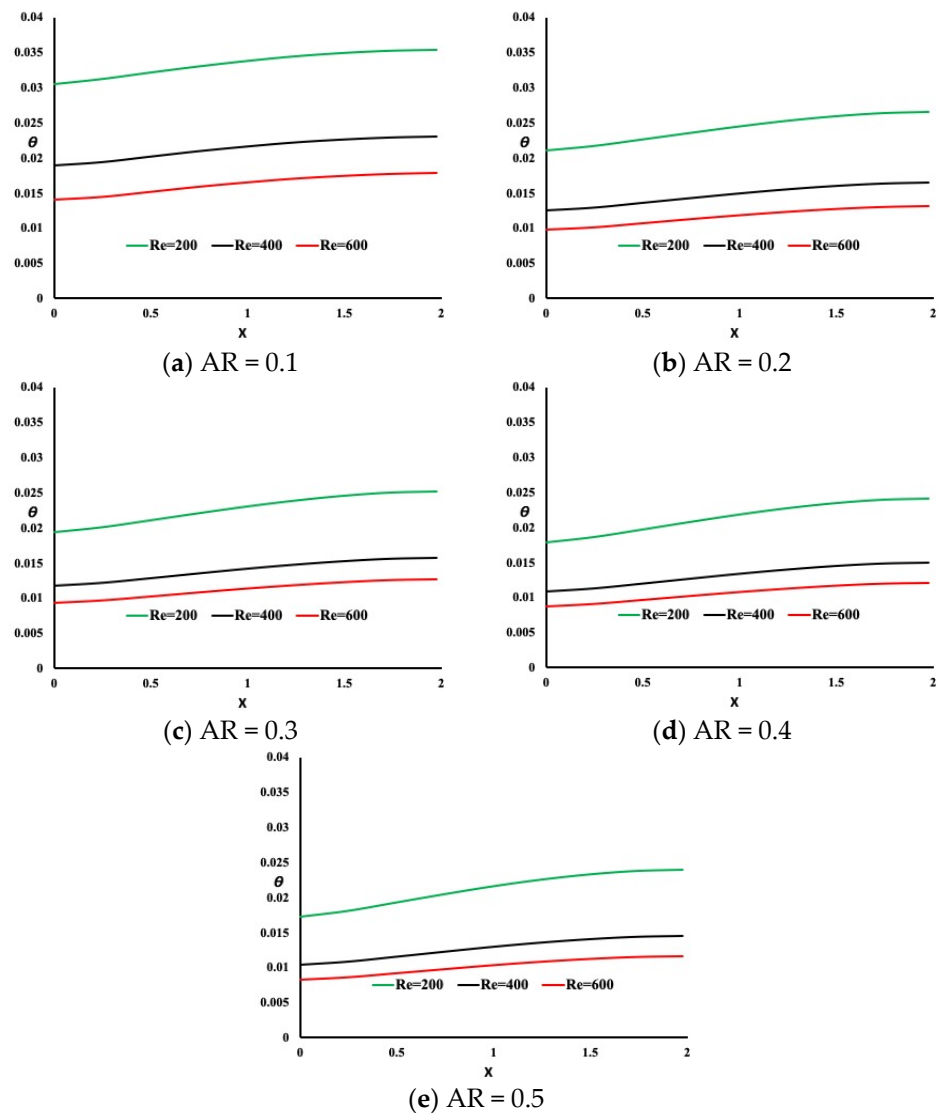 0.04 0.04
0.035 0.035
0.03 0.03
0.025 0.025
θ θ
0.02 0.02
0.015 0.015
0.01 0.01
Re=200 Re=400 Re=600 Re=200 Re=400 Re=600
0.005 0.005
0 0
0 0.5 1 1.5 2 0 0.5 1 1.5 2
X X
(a) AR = 0.1 (b) AR = 0.2
0.04 0.04
0.035 0.035
0.03 0.03
0.025 0.025
θ θ
0.02 0.02
0.015 0.015
0.01 0.01
Re=200 Re=400 Re=600 Re=200 Re=400 Re=600
0.005 0.005
0 0
0 0.5 1 1.5 2 0 0.5 1 1.5 2
X X
(c) AR = 0.3 (d) AR = 0.4
0.04
0.035
0.03
0.025
θ
0.02
0.015
0.01
Re=200 Re=400 Re=600
0.005
0
0 0.5 1 1.5 2
X
(e) AR = 0.5